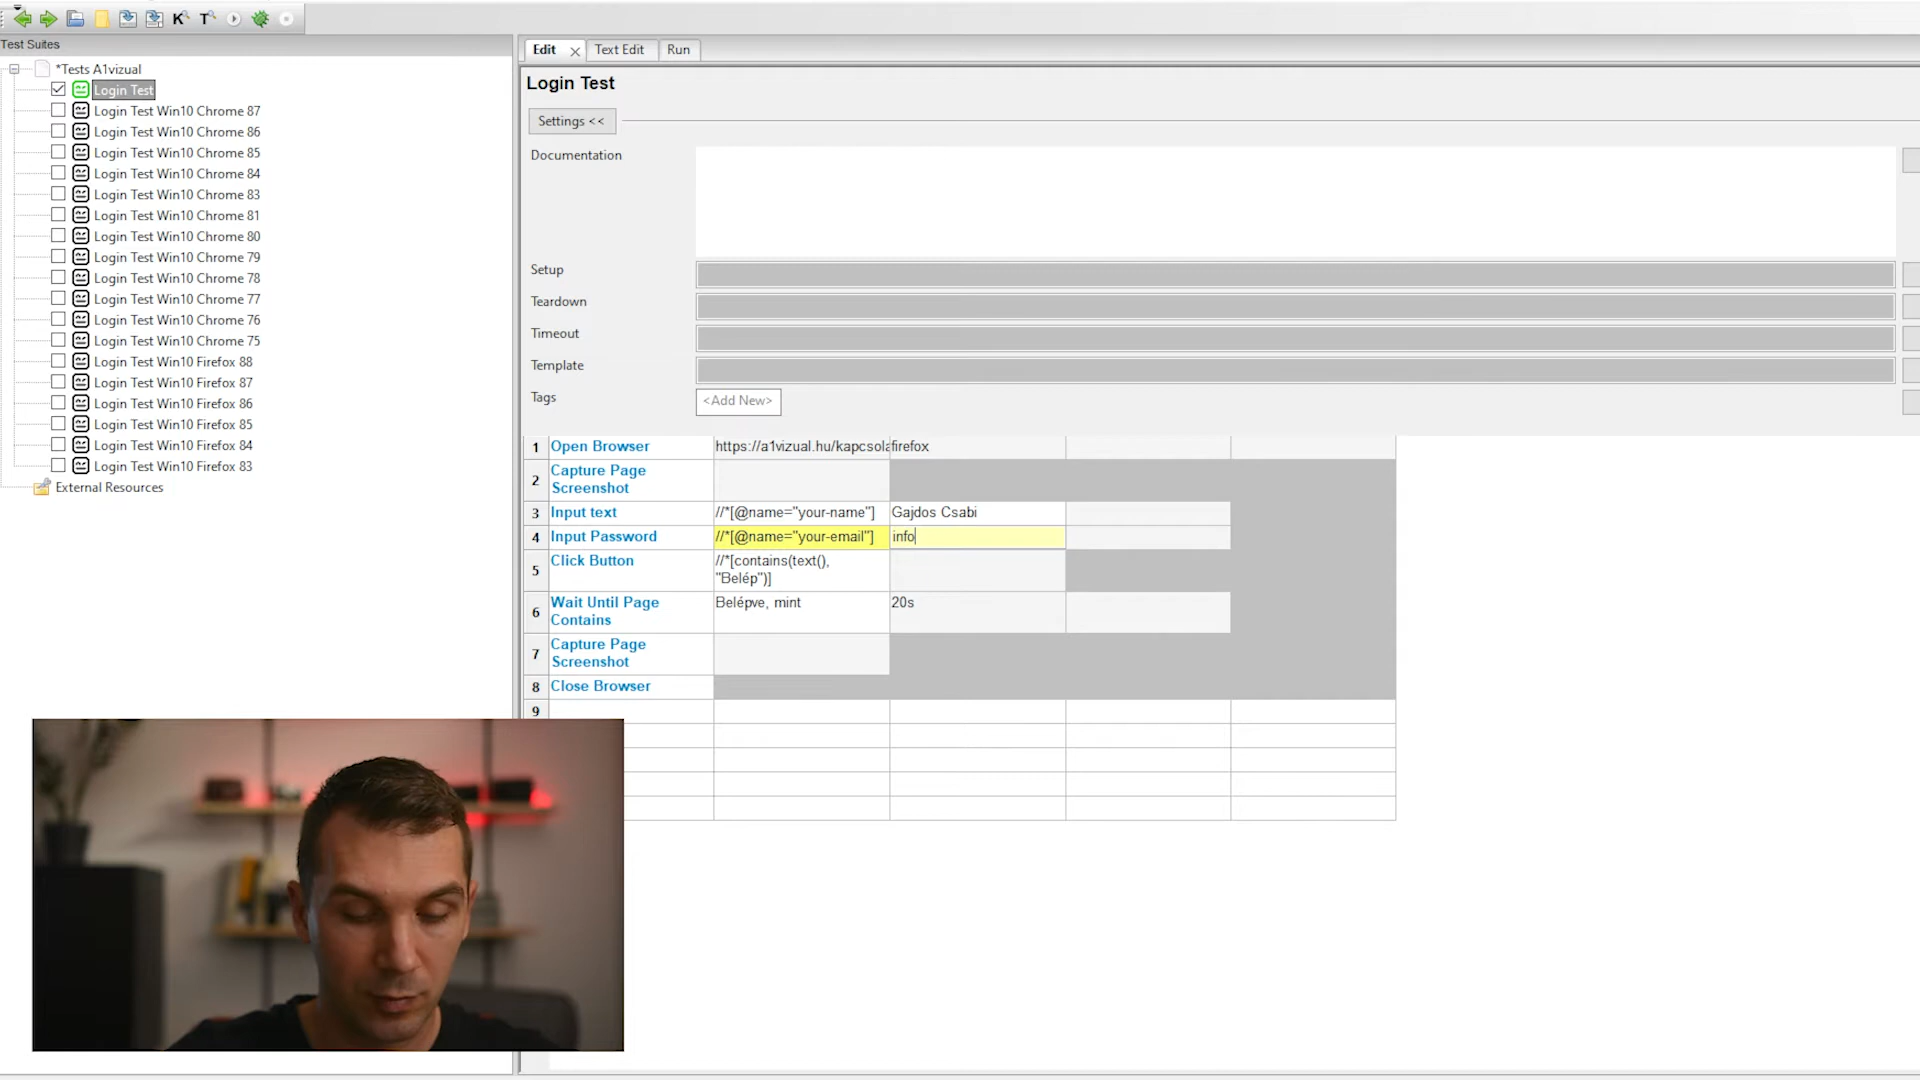 K T
Test Suites
*Tests A1vizual
Login Test
Login Test Win10 Chrome 87
Login Test Win10 Chrome 86
Login Test Win10 Chrome 85
Login Test Win10 Chrome 84
Login Test Win10 Chrome 83
Login Test Win10 Chrome 81
Login Test Win10 Chrome 80
Login Test Win10 Chrome 79
Login Test Win10 Chrome 78
Login Test Win10 Chrome 77
Login Test Win10 Chrome 76
Login Test Win10 Chrome 75
Login Test Win10 Firefox 88
Login Test Win10 Firefox 87
Login Test Win10 Firefox 86
Login Test Win10 Firefox 85
Login Test Win10 Firefox 84
Login Test Win10 Firefox 83
External Resources
Edit Text Edit Run
Login Test
Settings <<
Documentation
Setup
Teardown
Timeout
Template
Tags <Add New>
1 Open Browser https://a1vizual.hu/kapcsola firefox
2 Capture Page
Screenshot
3 Input text //*[@name="your-name"] Gajdos Csabi
4 Input Password //*[@name="your-email"] info
5 Click Button //*[contains(text(),
"Belép")]
6 Wait Until Page Belépve, mint 20s
Contains
7 Capture Page
Screenshot
8 Close Browser
9